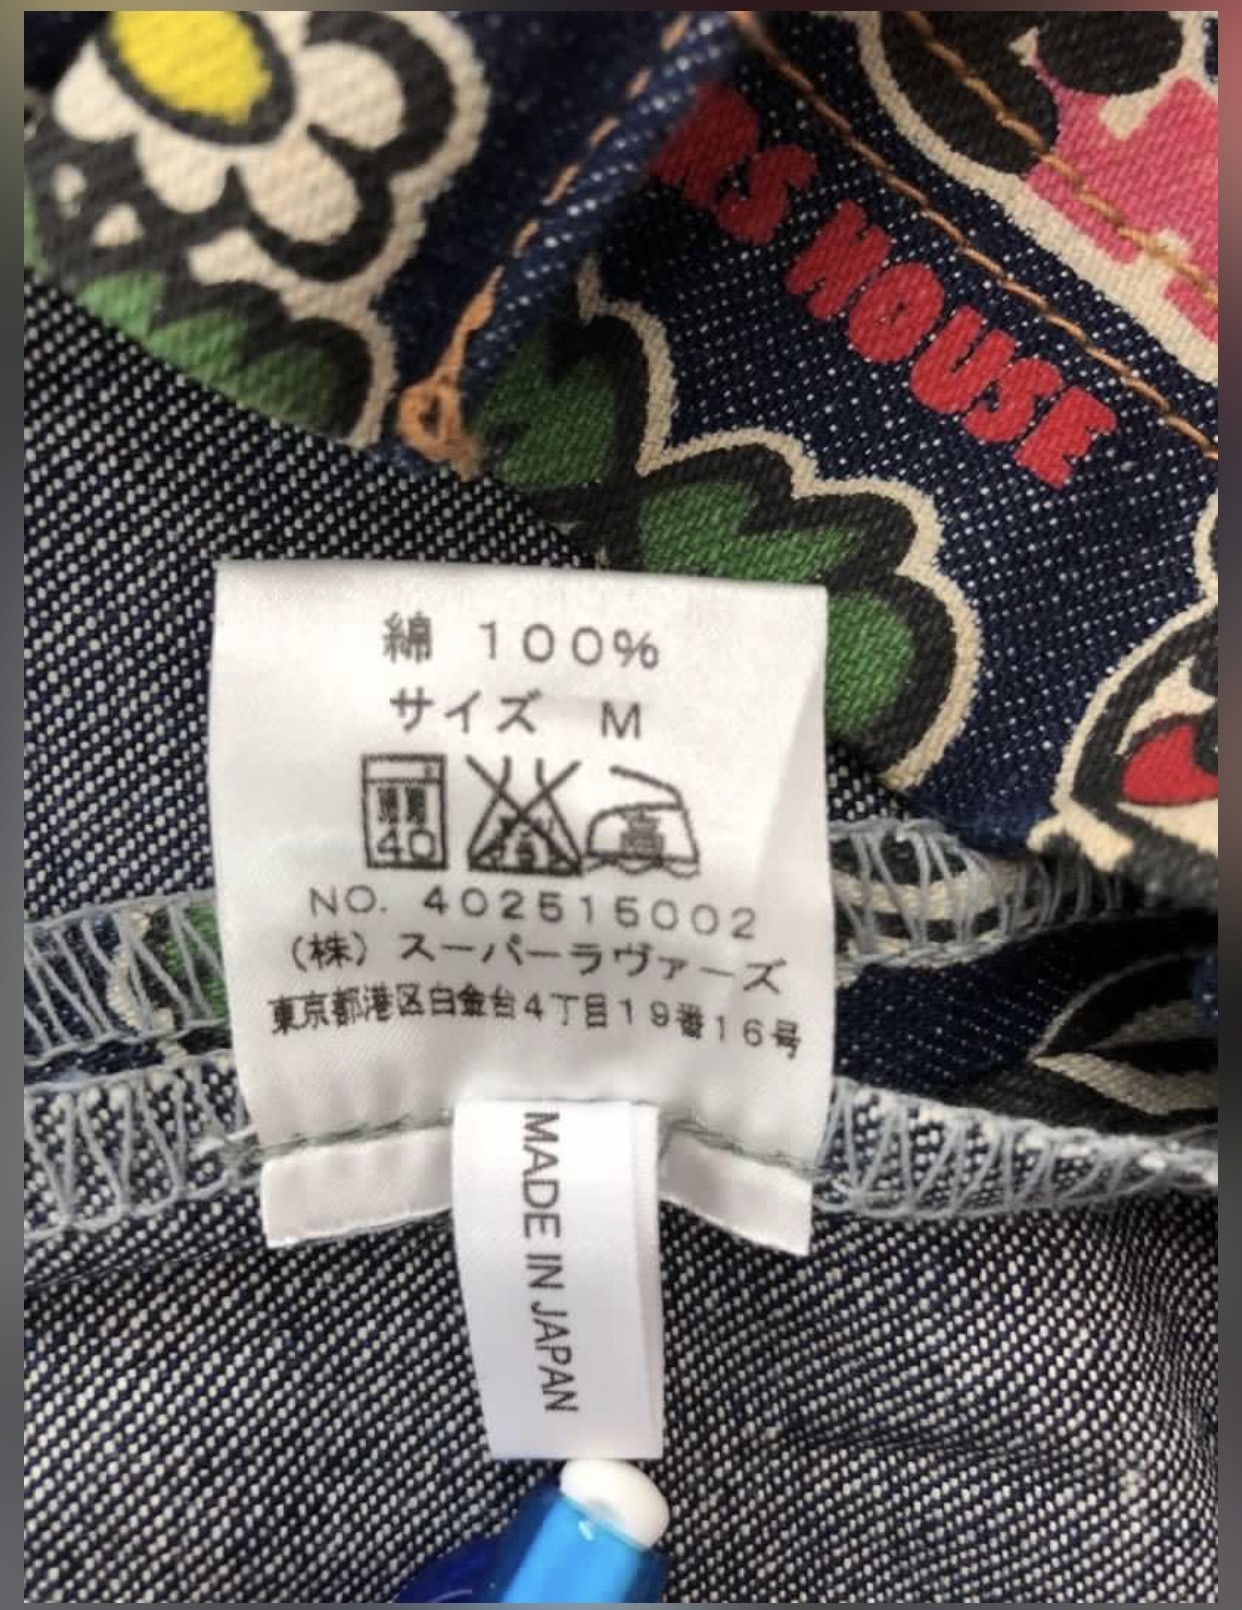 RS HOUSE
綿 100%
サイズ M
40
高
NO. 402515002
(株)スーパーラヴァーズ
東京都港区白金台4丁目19番16号
MADE IN JAPAN